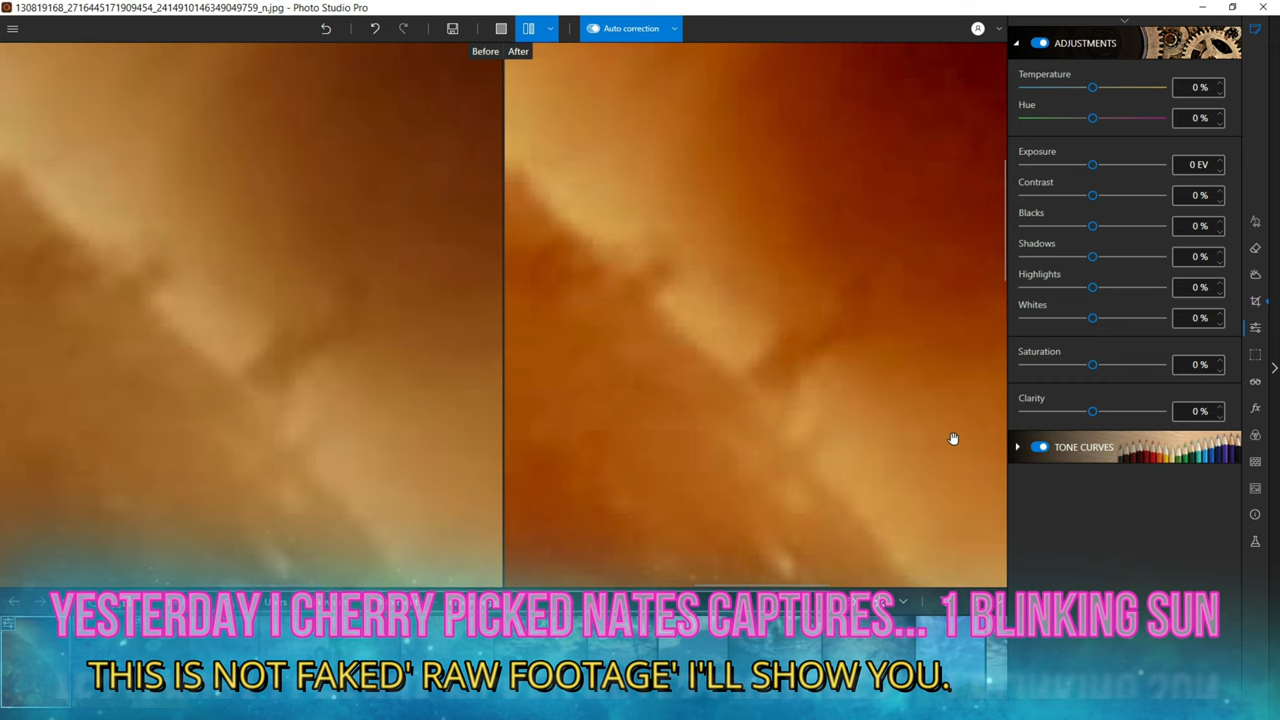 130819168_2716445171909454_2414910146349049759_n.jpg - Photo Studio Pro
Auto correction
Before After
ADJUSTMENTS
Temperature
0 %
Hue
0 %
Exposure
0 EV
Contrast
0 %
Blacks
0 %
Shadows
0 %
Highlights
0 %
Whites
0 %
Saturation
0 %
Clarity
0 %
TONE CURVES
YESTERDAY I CHERRY PICKED NATES CAPTURES... 1 BLINKING SUN
THIS IS NOT FAKED' RAW FOOTAGE' I'LL SHOW YOU.